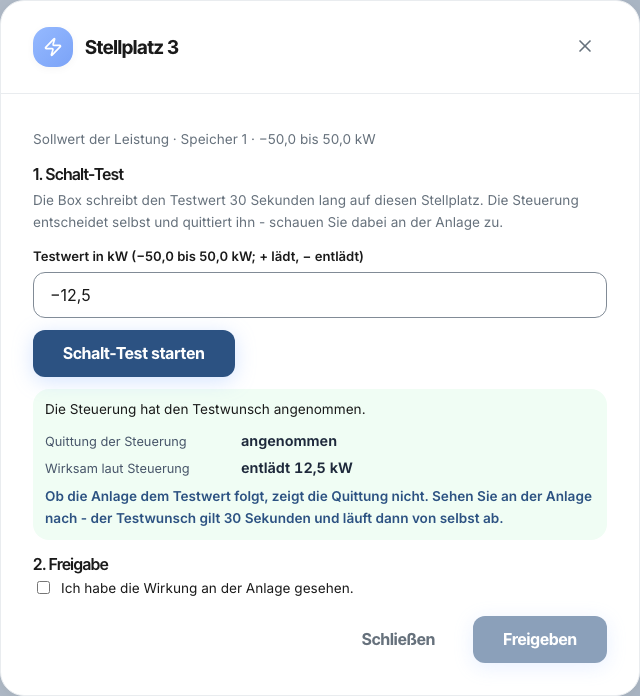 Stellplatz 3
Sollwert der Leistung · Speicher 1 · −50,0 bis 50,0 kW
1. Schalt-Test
Die Box schreibt den Testwert 30 Sekunden lang auf diesen Stellplatz. Die Steuerung
entscheidet selbst und quittiert ihn - schauen Sie dabei an der Anlage zu.
Testwert in kW (−50,0 bis 50,0 kW; + lädt, − entlädt)
−12,5
Schalt-Test starten
Die Steuerung hat den Testwunsch angenommen.
Quittung der Steuerung angenommen
Wirksam laut Steuerung entlädt 12,5 kW
Ob die Anlage dem Testwert folgt, zeigt die Quittung nicht. Sehen Sie an der Anlage
nach - der Testwunsch gilt 30 Sekunden und läuft dann von selbst ab.
2. Freigabe
Ich habe die Wirkung an der Anlage gesehen.
Schließen Freigeben